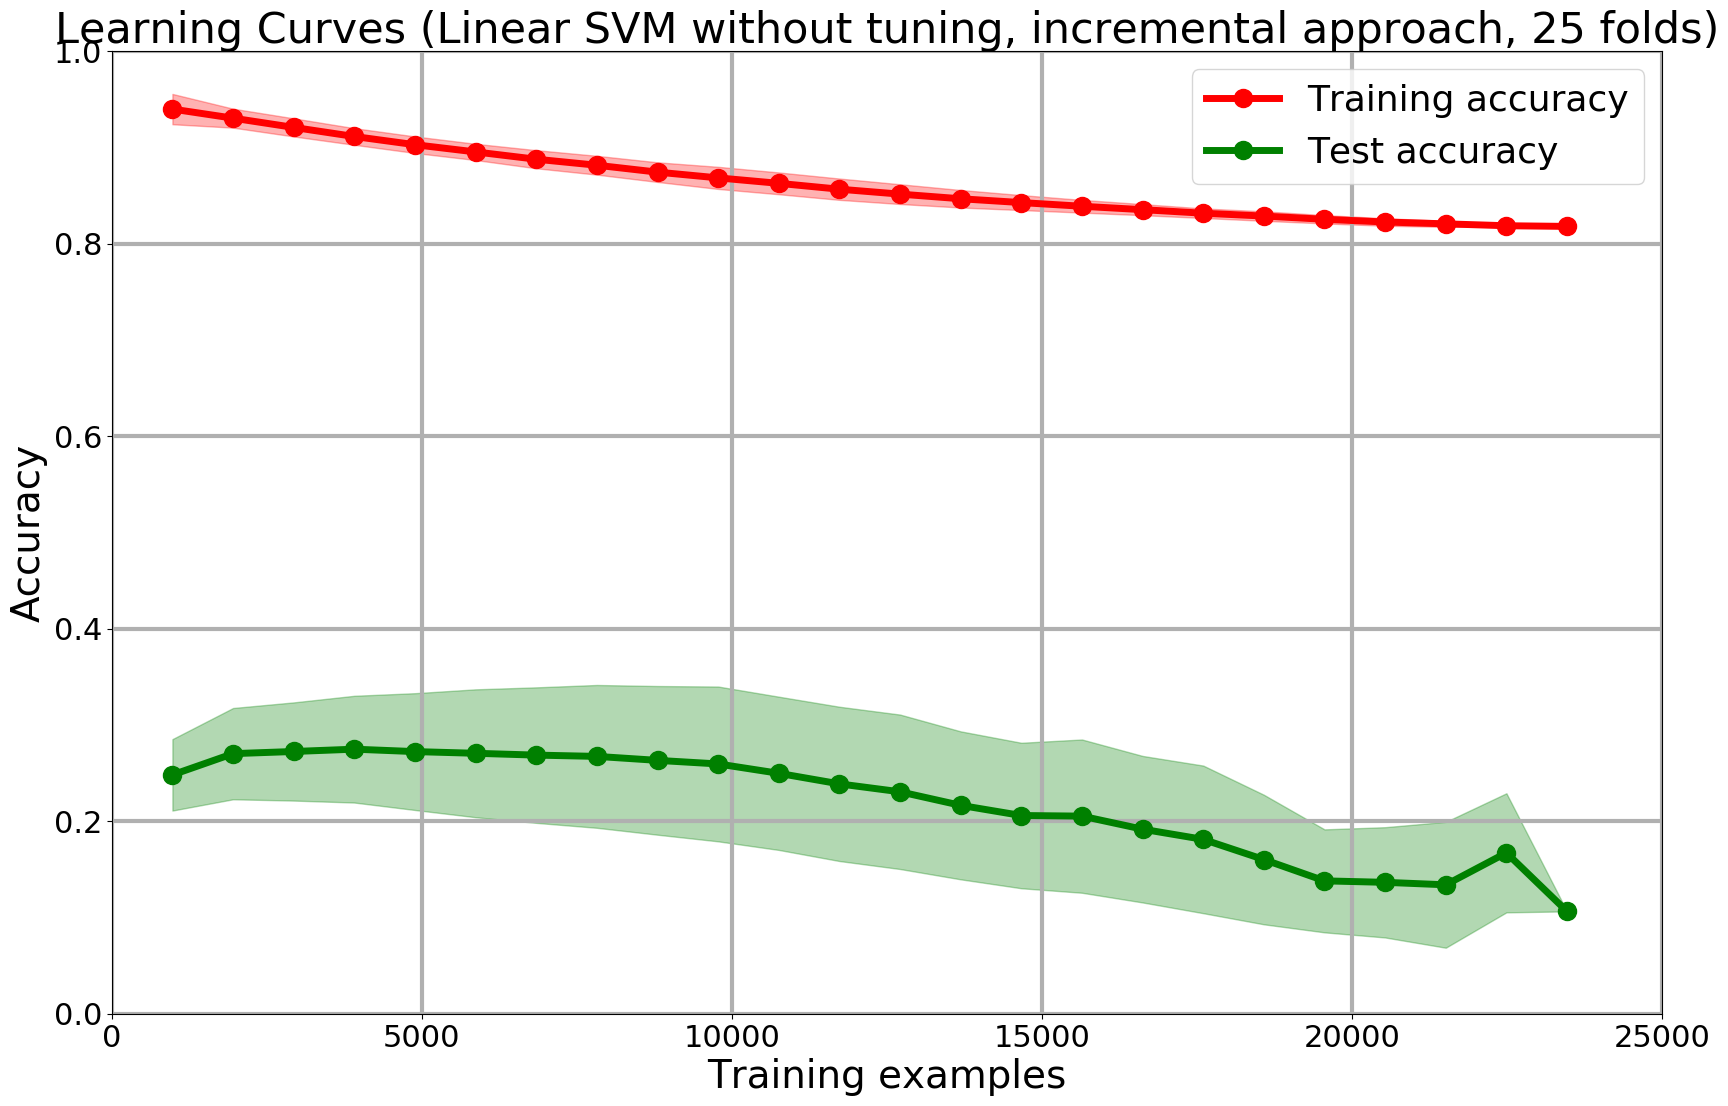 Learning Curves (Linear SVM without tuning, incremental approach, 25 folds)
Training accuracy
Test accuracy
Accuracy
1.0
0.8
0.6
0.4
0.2
0.0
0 5000 10000 15000 20000 25000
Training examples